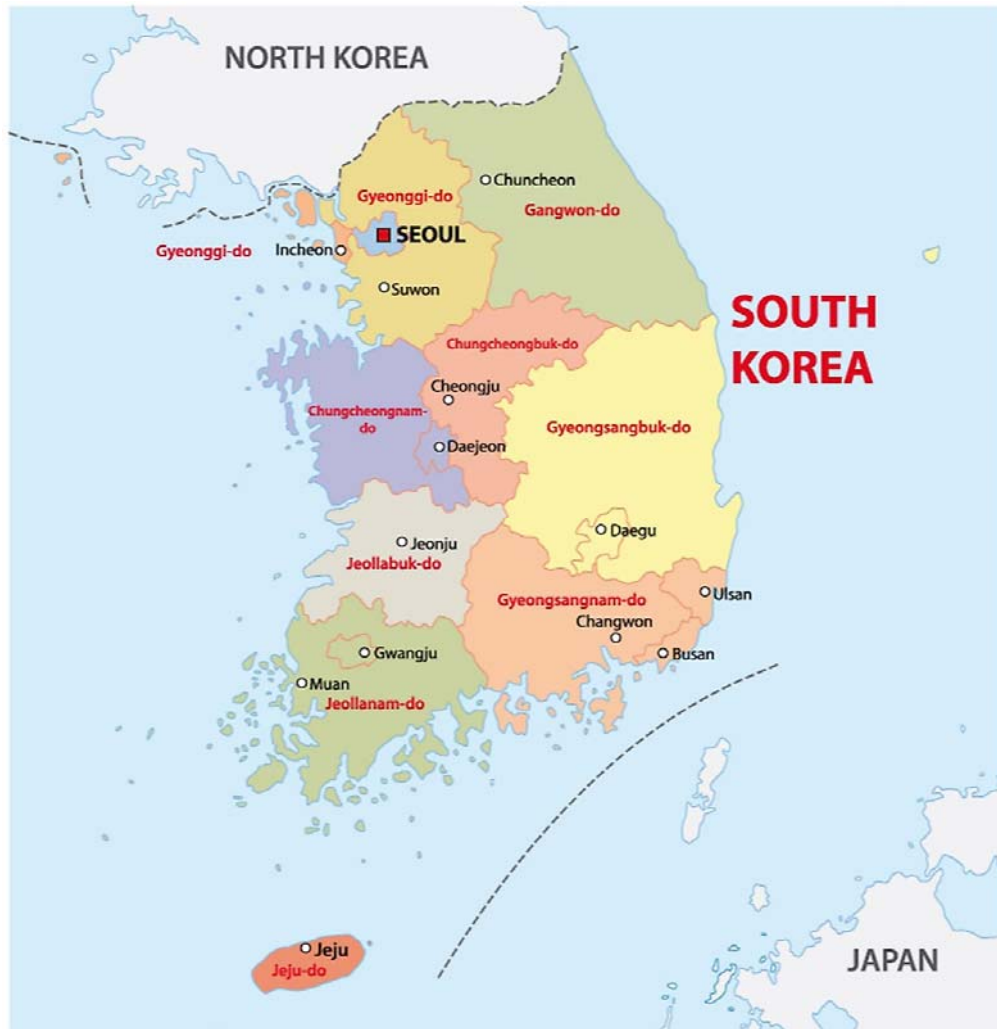 NORTH KOREA
Chuncheon
Gyeonggi-do
Gangwon-do
SEOUL
Gyeonggi-do
Incheon
Suwon
SOUTH
KOREA
Chungcheongbuk-do
Cheongju
Chungcheongnam-
do
Gyeongsangbuk-do
Daejeon
Daegu
Jeonju
Jeollabuk-do
Ulsan
Gyeongsangnam-do
Changwon
Gwangju
Busan
Muan
Jeollanam-do
Jeju
Jeju-do
JAPAN